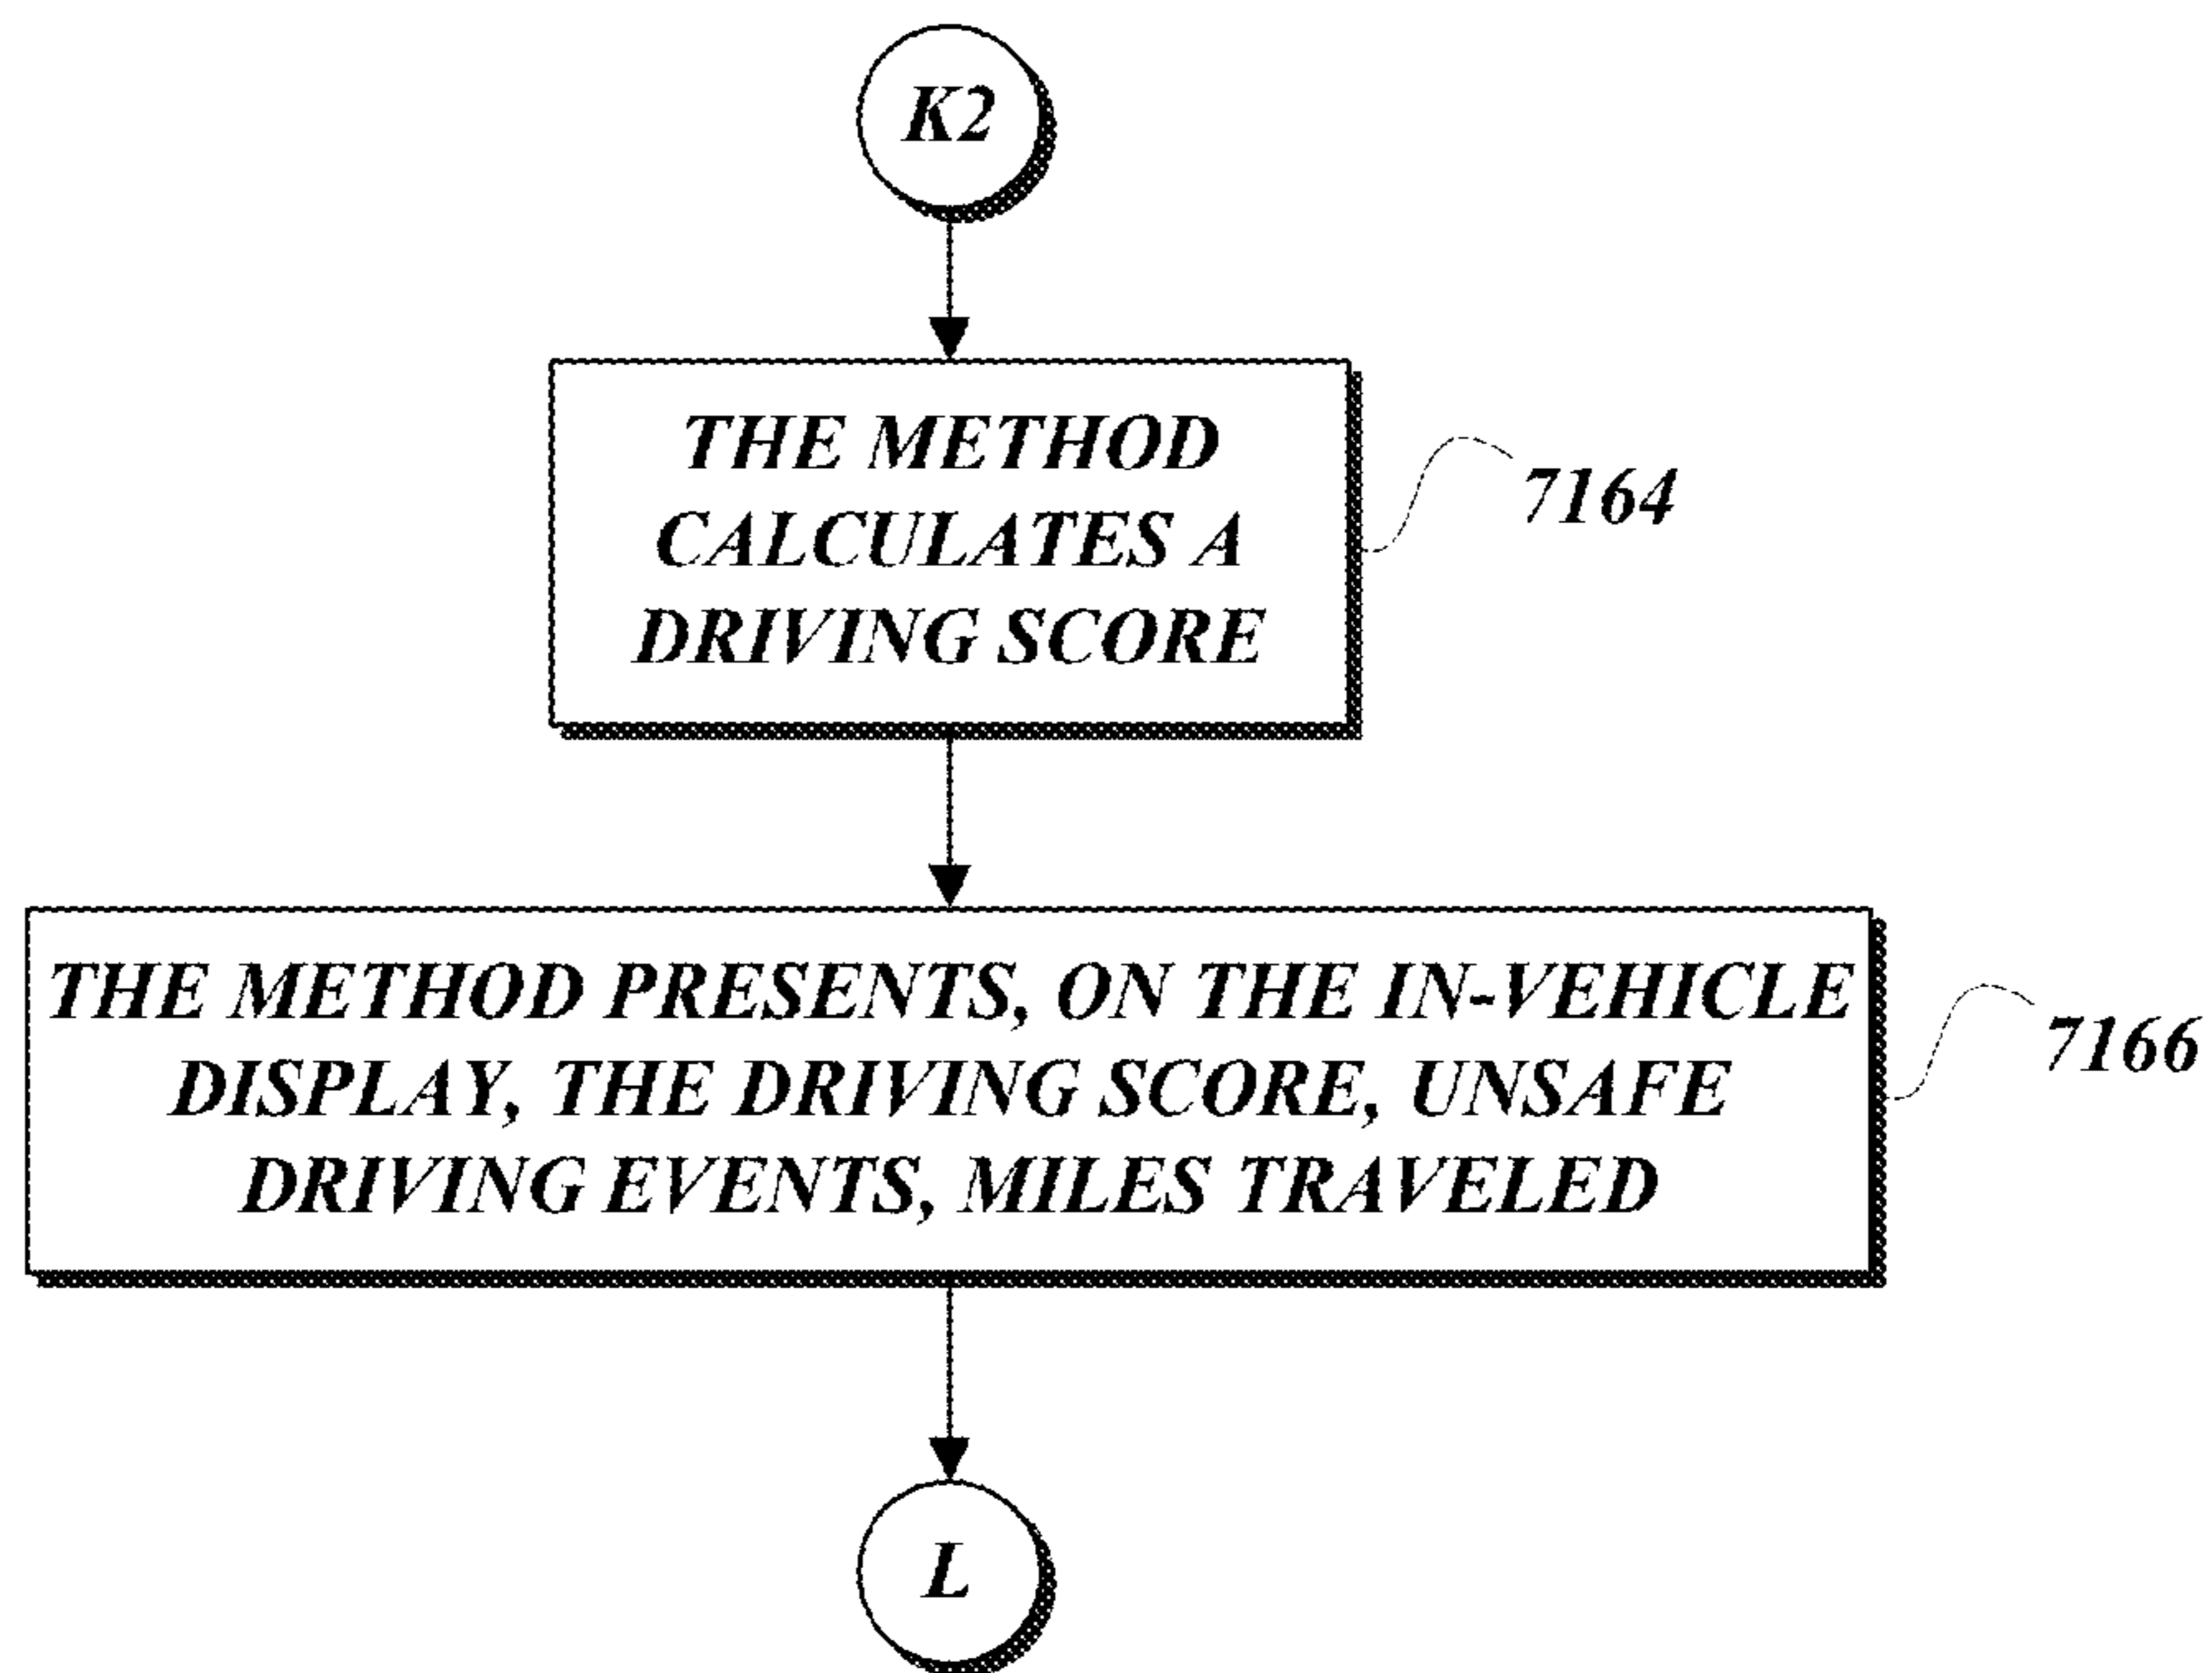 K2
THE METHOD
CALCULATES A
DRIVING SCORE
7164
THE METHOD PRESENTS, ON THE IN-VEHICLE
DISPLAY, THE DRIVING SCORE, UNSAFE
DRIVING EVENTS, MILES TRAVELED
7166
L